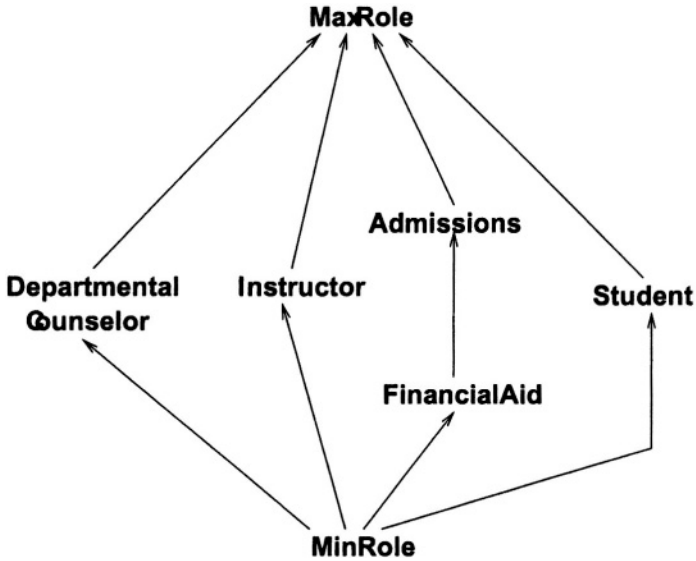 MaxRole
Admissions
Departmental
Counselor
Instructor
Student
FinancialAid
MinRole